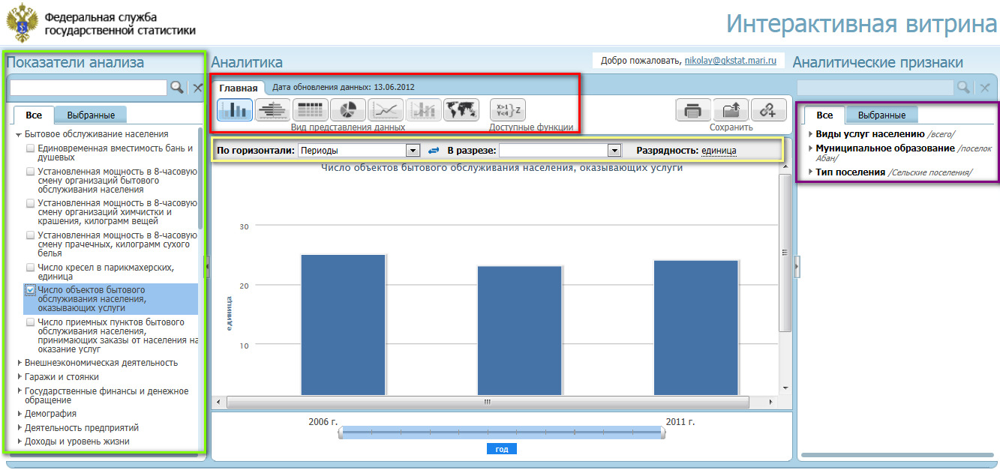 Федеральная служба
государственной статистики
Интерактивная витрина
Показатели анализа
Все
Выбранные
Бытовое обслуживание населения
Единовременная вместимость бань и
душевых
Установленная мощность в 8-часовую
смену организаций бытового
обслуживания населения
Установленная мощность в 8-часовую
смену организаций химчистки и
крашения, килограмм вещей
Установленная мощность в 8-часовую
смену прачечных, килограмм сухого
белья
Число кресел в парикмахерских,
единица
Число объектов бытового
обслуживания населения,
оказывающих услуги
Число приемных пунктов бытового
обслуживания населения,
принимающих заказы от населения на
оказание услуг
Внешнеэкономическая деятельность
Гаражи и стоянки
Государственные финансы и денежное
обращение
Демография
Деятельность предприятий
Доходы и уровень жизни
Аналитика
Добро пожаловать, nikolay@gkstat.mari.ru
Главная
Дата обновления данных: 13.06.2012
x>1
y<4 } z
Вид представления данных
Доступные функции
Сохранить
По горизонтали: Периоды
В разрезе:
Разрядность: единица
Число объектов бытового обслуживания населения, оказывающих услуги
30
20
10
единица
2006 г.
2011 г.
год
Аналитические признаки
Все
Выбранные
Виды услуг населению /всего/
Муниципальное образование /поселок
Абан/
Тип поселения /Сельские поселения/